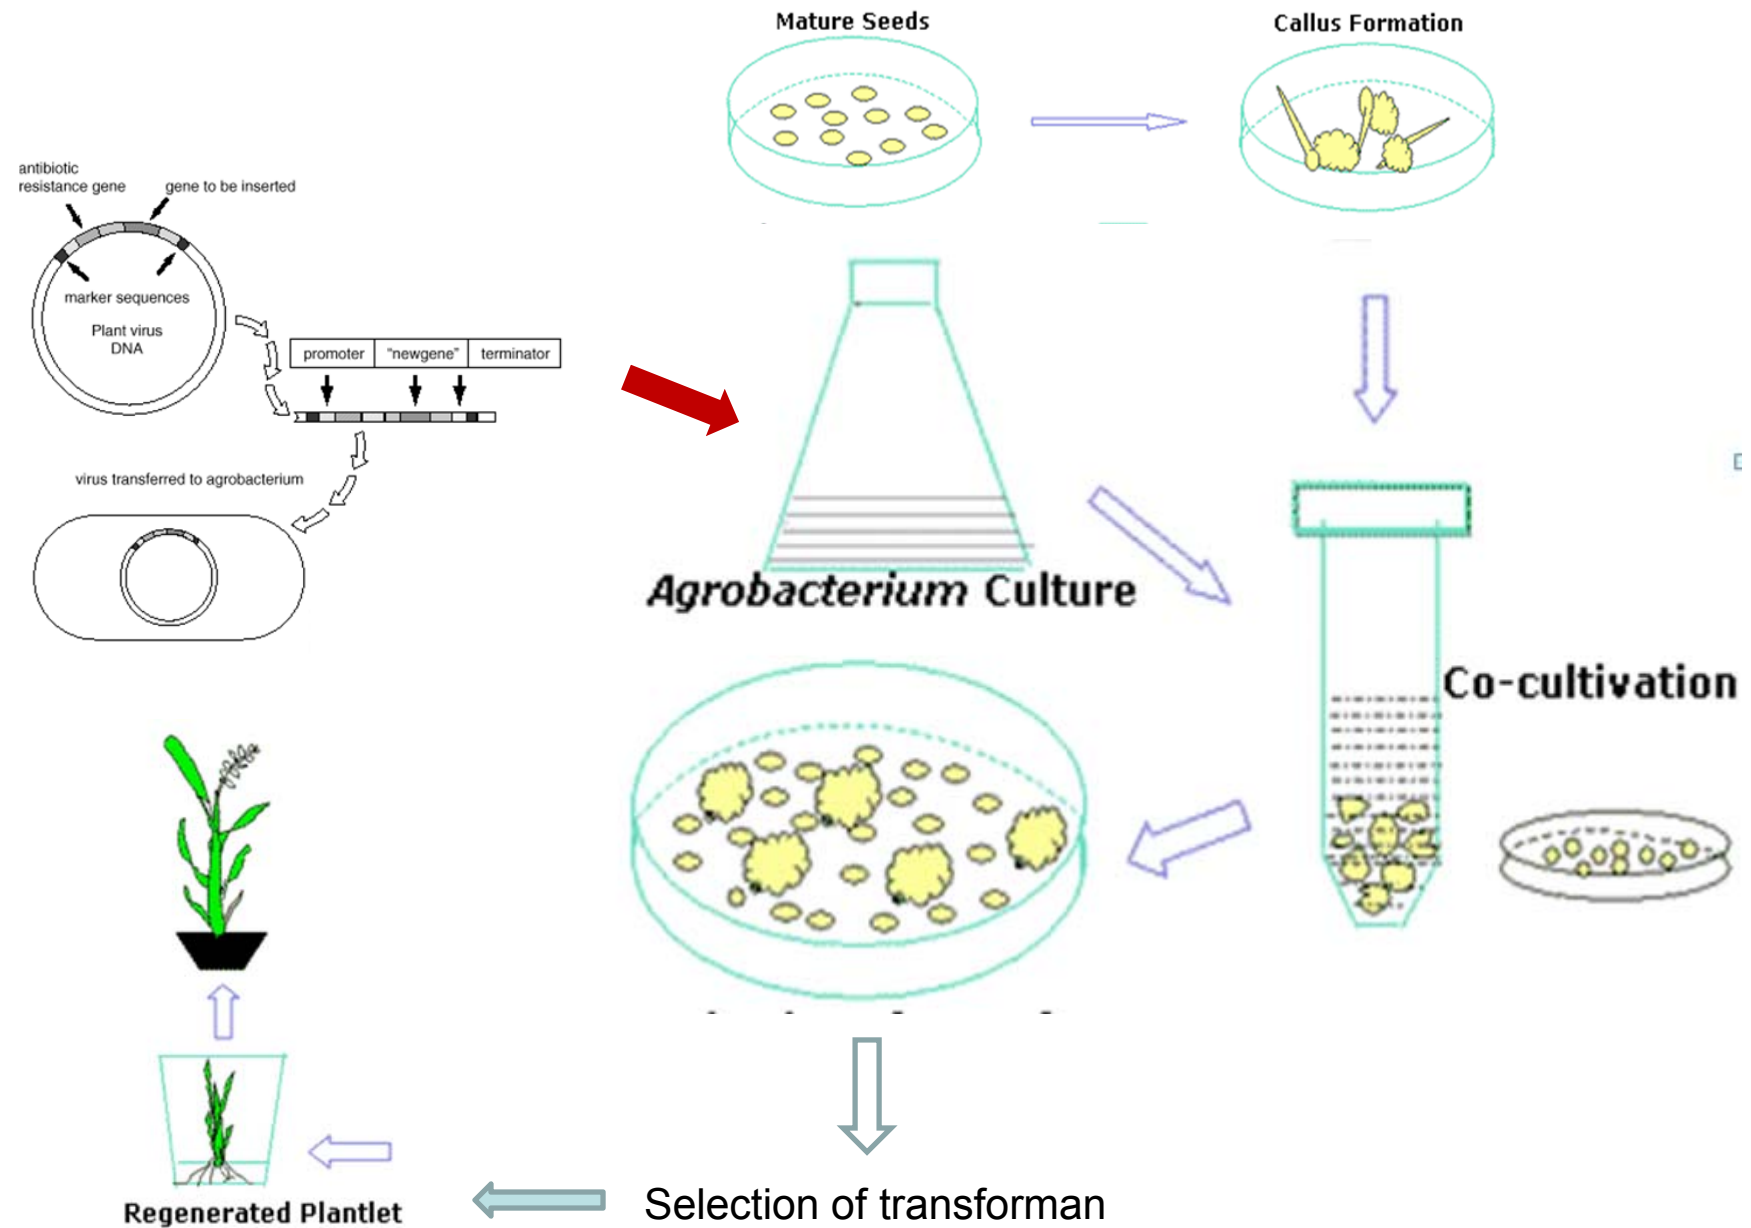 Mature Seeds
Callus Formation
antibiotic
resistance gene
gene to be inserted
marker sequences
Plant virus
DNA
promoter
"newgene"
terminator
virus transferred to agrobacterium
Agrobacterium Culture
Co-cultivation
Selection of transforman
Regenerated Plantlet